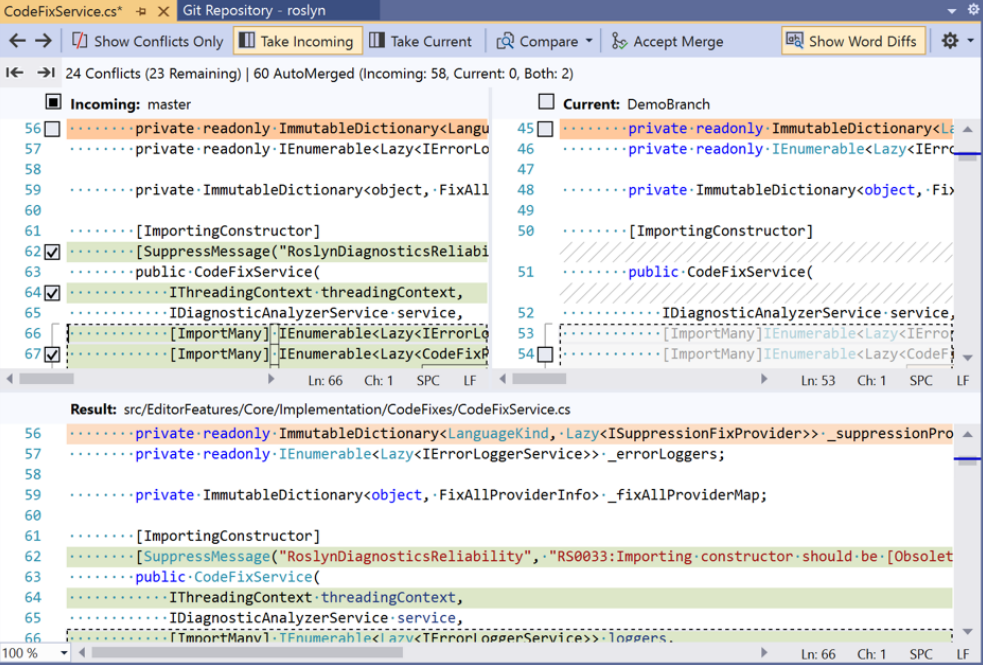 CodeFixService.cs* Git Repository - roslyn
Show Conflicts Only Take Incoming Take Current Compare Accept Merge Show Word Diffs
24 Conflicts (23 Remaining) | 60 AutoMerged (Incoming: 58, Current: 0, Both: 2)
Incoming: master
56 private readonly ImmutableDictionary<Langu
57 private readonly IEnumerable<Lazy<IErrorLo
58
59 private ImmutableDictionary<object, FixAll
60
61 [ImportingConstructor]
62 [SuppressMessage("RoslynDiagnosticsReliabi
63 public CodeFixService(
64 IThreadingContext threadingContext,
65 IDiagnosticAnalyzerService service,
66 [ImportMany] IEnumerable<Lazy<IErrorLo
67 [ImportMany] IEnumerable<Lazy<CodeFixP
Ln: 66 Ch: 1 SPC LF
Current: DemoBranch
45 private readonly ImmutableDictionary<La
46 private readonly IEnumerable<Lazy<IErro
47
48 private ImmutableDictionary<object, Fix
49
50 [ImportingConstructor]
51 public CodeFixService(
52 IDiagnosticAnalyzerService service,
53 [ImportMany]IEnumerable<Lazy<IErro
54 [ImportMany]IEnumerable<Lazy<CodeF
Ln: 53 Ch: 1 SPC LF
Result: src/EditorFeatures/Core/Implementation/CodeFixes/CodeFixService.cs
56 private readonly ImmutableDictionary<LanguageKind, Lazy<ISuppressionFixProvider>> _suppressionPro
57 private readonly IEnumerable<Lazy<IErrorLoggerService>> _errorLoggers;
58
59 private ImmutableDictionary<object, FixAllProviderInfo> _fixAllProviderMap;
60
61 [ImportingConstructor]
62 [SuppressMessage("RoslynDiagnosticsReliability", "RS0033:Importing constructor should be [Obsolet
63 public CodeFixService(
64 IThreadingContext threadingContext,
65 IDiagnosticAnalyzerService service,
66 [ImportMany] IEnumerable<Lazy<IErrorLoggerService>> loggers,
100 % Ln: 66 Ch: 1 SPC LF